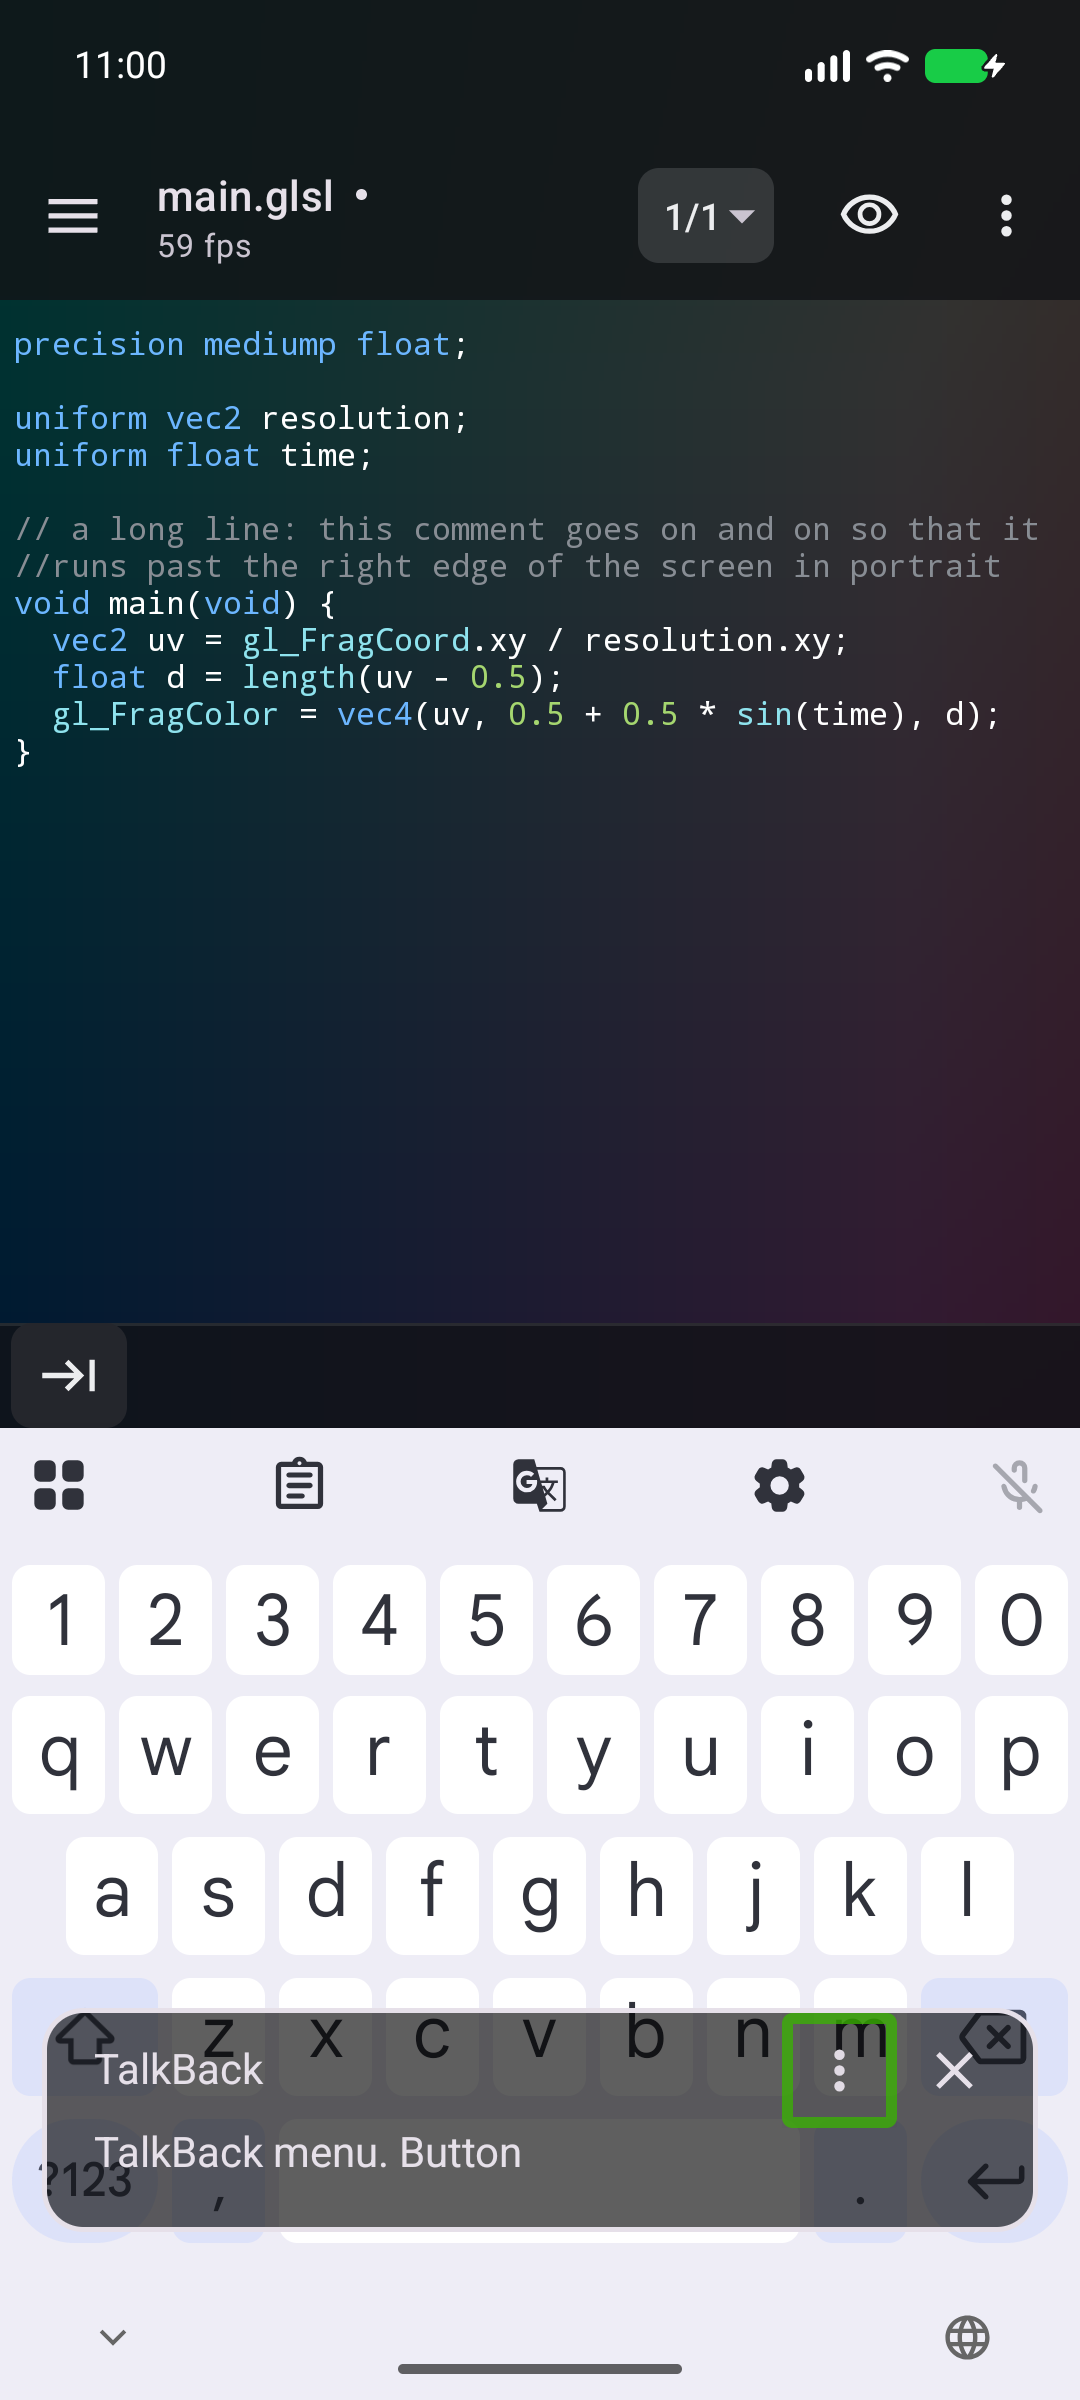 11:00
main.glsl •
59 fps
1/1
precision mediump float;
uniform vec2 resolution;
uniform float time;
// a long line: this comment goes on and on so that it
//runs past the right edge of the screen in portrait
void main(void) {
  vec2 uv = gl_FragCoord.xy / resolution.xy;
  float d = length(uv - 0.5);
  gl_FragColor = vec4(uv, 0.5 + 0.5 * sin(time), d);
}
1 2 3 4 5 6 7 8 9 0
q w e r t y u i o p
a s d f g h j k l
z x c v b n m
TalkBack
TalkBack menu. Button
?123 , .